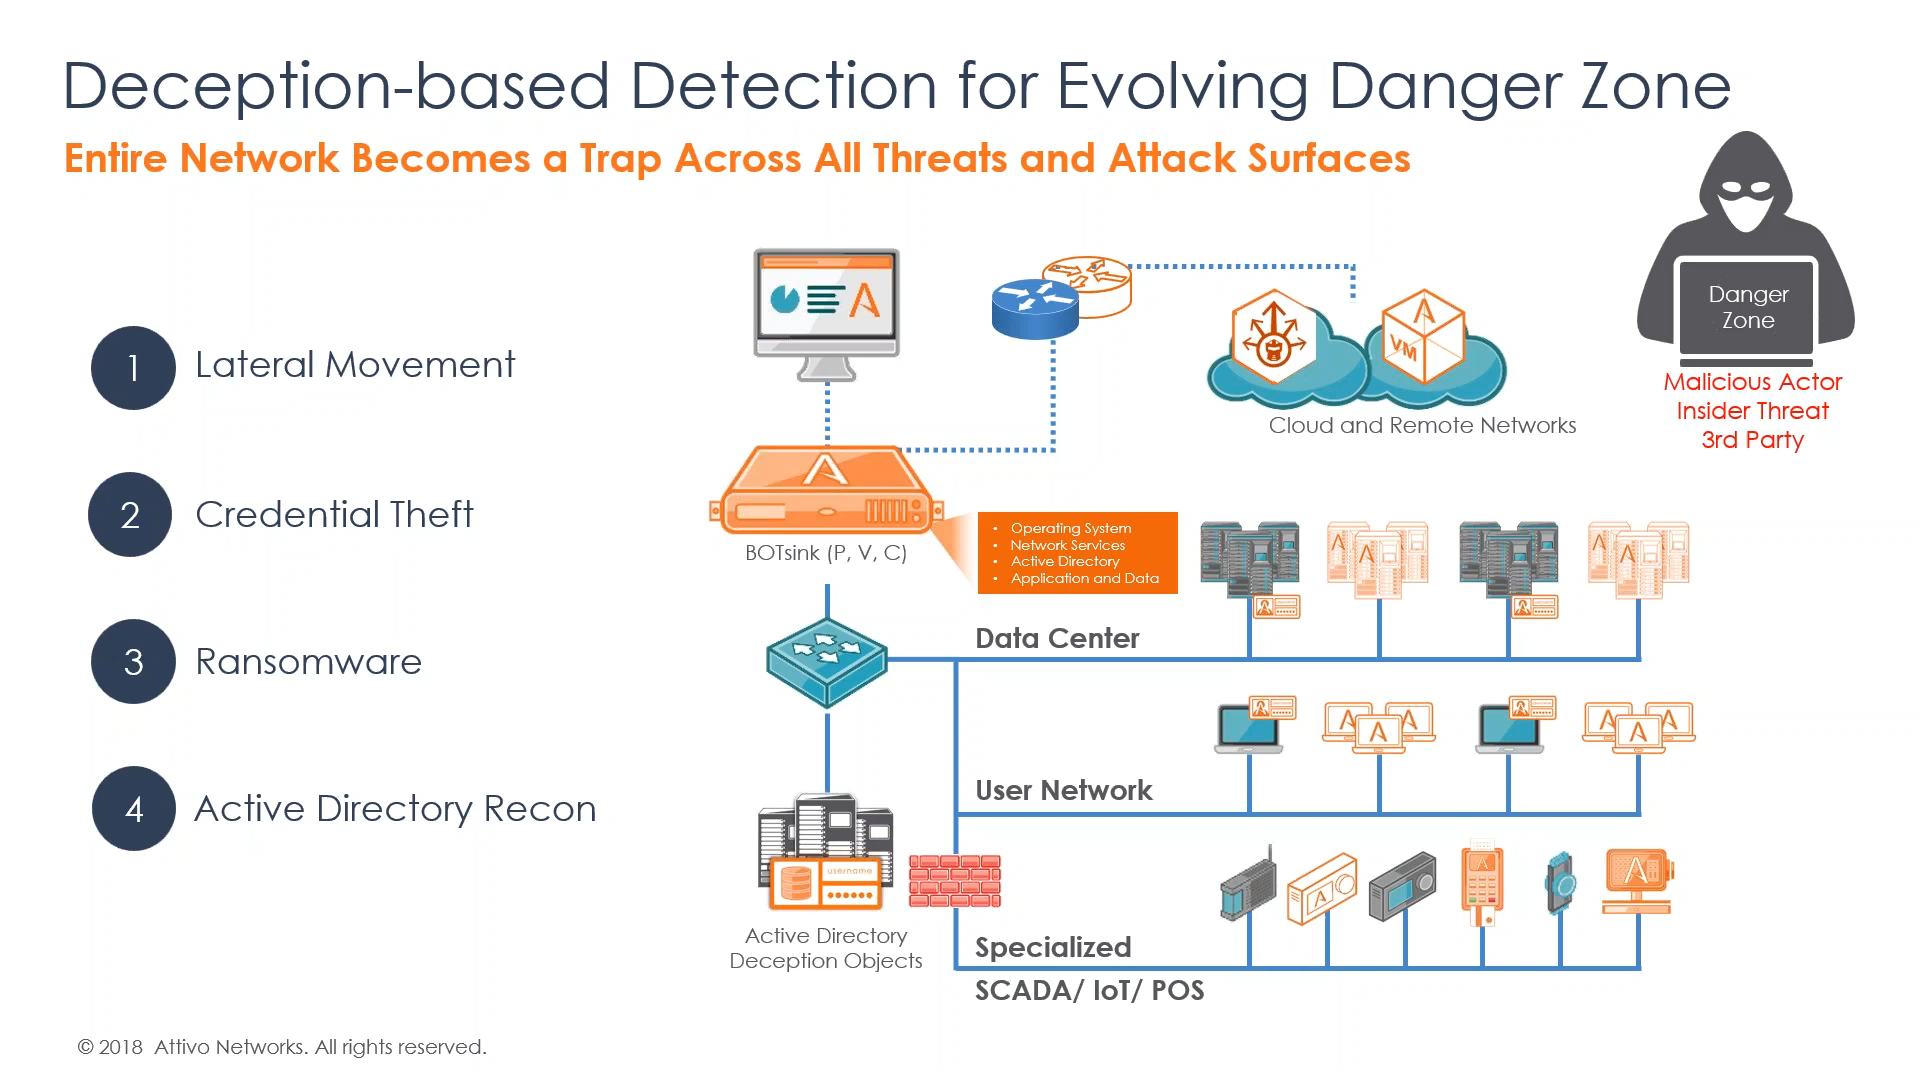 Deception-based Detection for Evolving Danger Zone
Entire Network Becomes a Trap Across All Threats and Attack Surfaces
1 Lateral Movement
2 Credential Theft
3 Ransomware
4 Active Directory Recon
A
BOTsink (P, V, C)
• Operating System
• Network Services
• Active Directory
• Application and Data
A
VM
Cloud and Remote Networks
Danger
Zone
Malicious Actor
Insider Threat
3rd Party
Data Center
User Network
username
Active Directory
Deception Objects
Specialized
SCADA/ IoT/ POS
© 2018 Attivo Networks. All rights reserved.